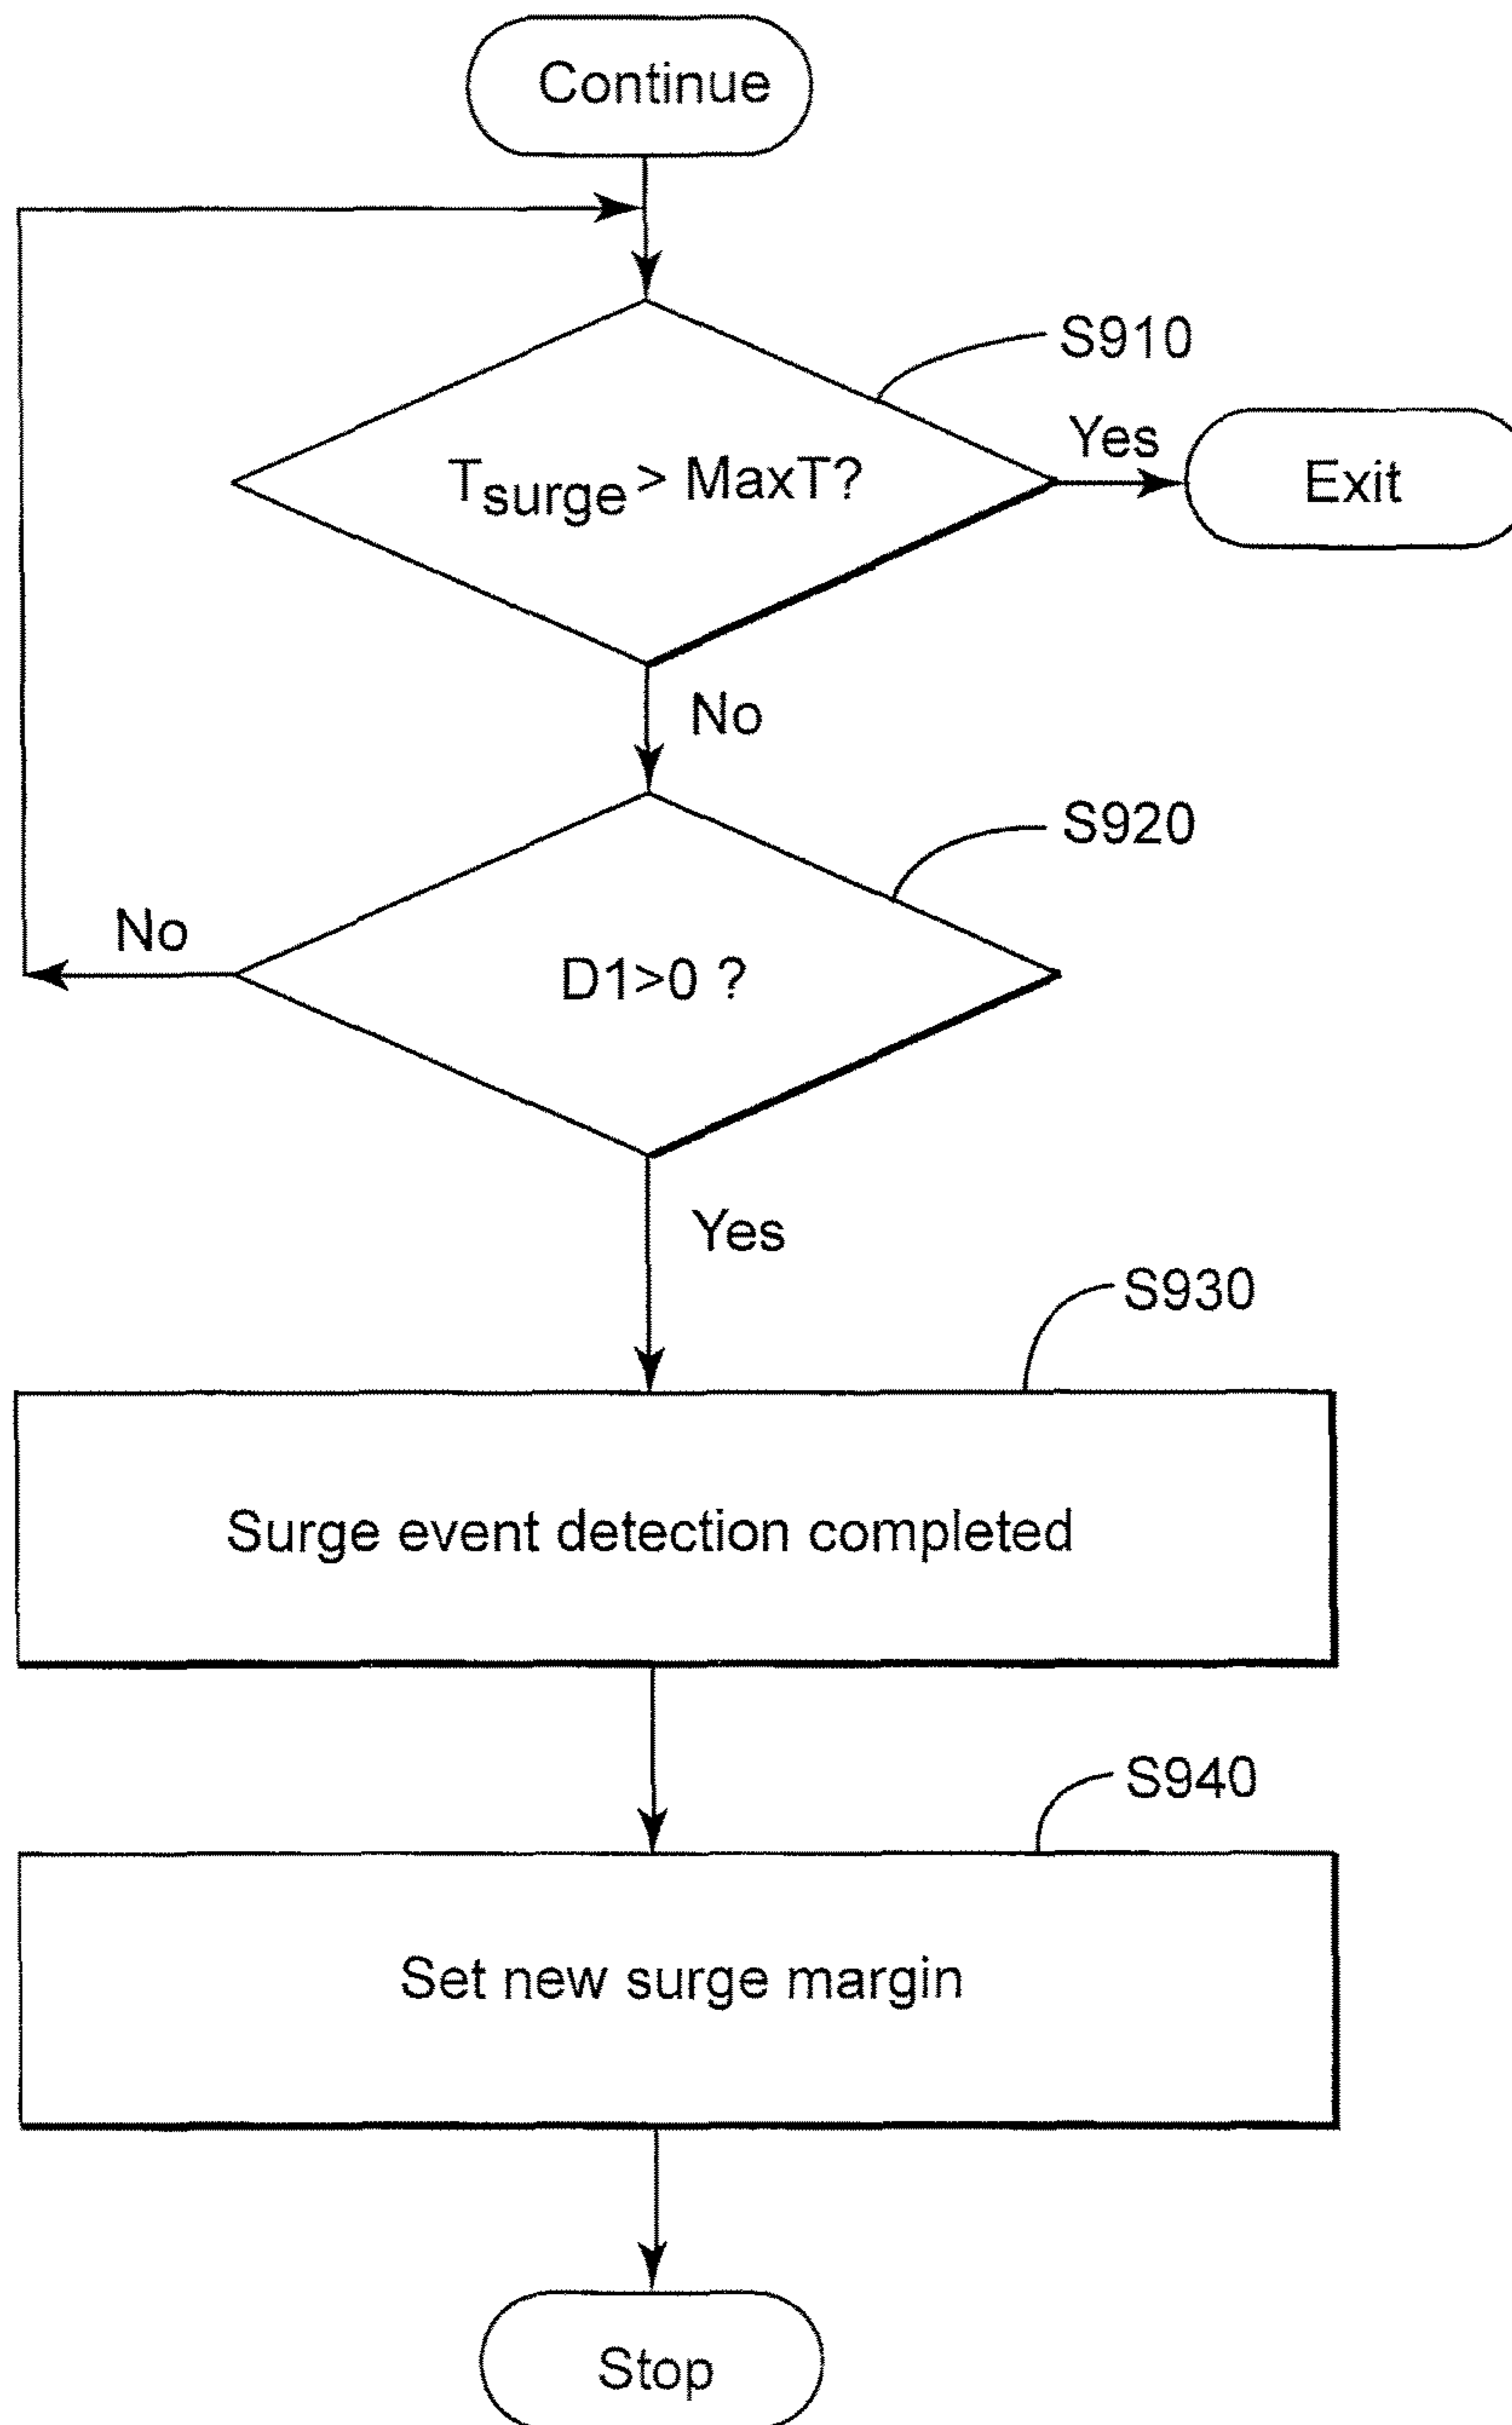 Continue
S910
T_surge > MaxT?
Yes
Exit
No
S920
D1>0 ?
No
Yes
S930
Surge event detection completed
S940
Set new surge margin
Stop